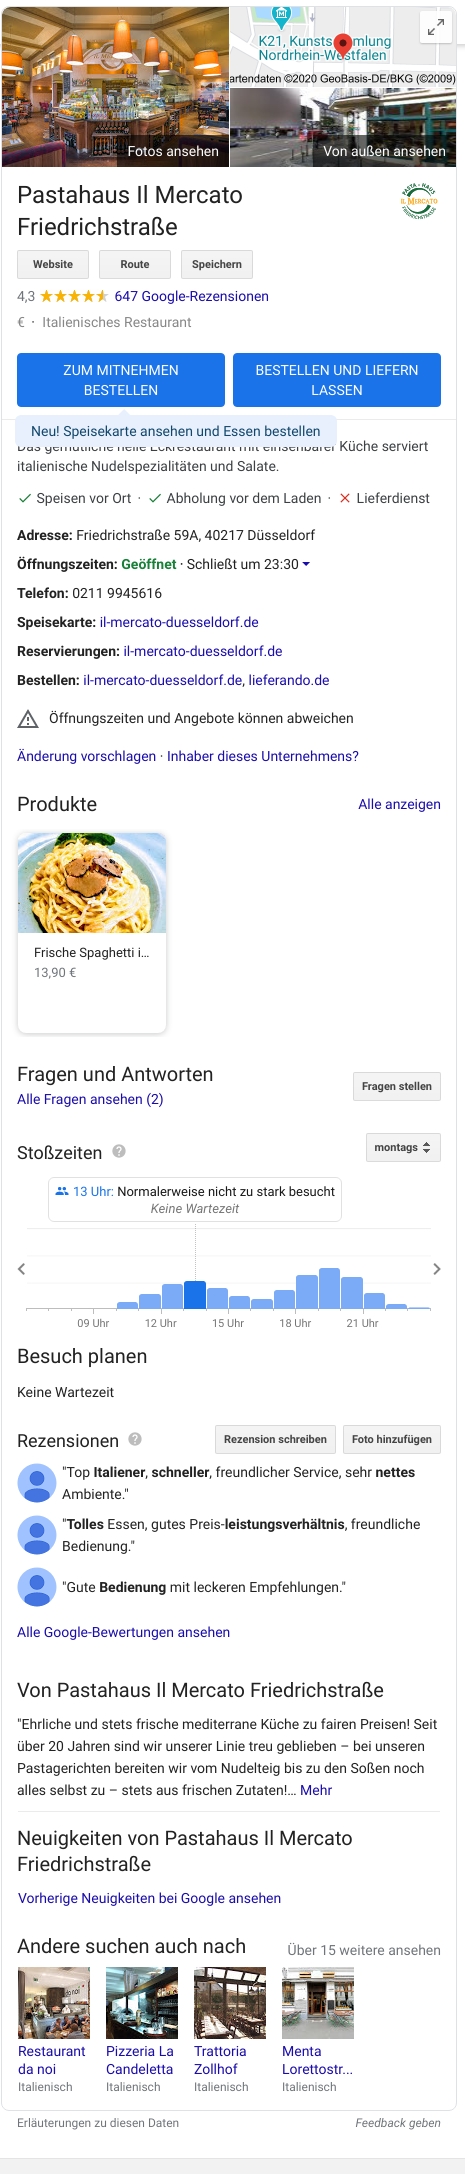 K21, Kunstsammlung
Nordrhein-Westfalen
artendaten ©2020 GeoBasis-DE/BKG (©2009)
Fotos ansehen
Von außen ansehen
Pastahaus Il Mercato
Friedrichstraße
PASTA-HAUS
IL MERCATO
FRIEDRICHSTRAßE
Website
Route
Speichern
4,3
647 Google-Rezensionen
€ · Italienisches Restaurant
ZUM MITNEHMEN
BESTELLEN
BESTELLEN UND LIEFERN
LASSEN
Neu! Speisekarte ansehen und Essen bestellen
Das gemütliche helle Eckrestaurant mit einsehbarer Küche serviert
italienische Nudelspezialitäten und Salate.
Speisen vor Ort · Abholung vor dem Laden · Lieferdienst
Adresse: Friedrichstraße 59A, 40217 Düsseldorf
Öffnungszeiten: Geöffnet · Schließt um 23:30
Telefon: 0211 9945616
Speisekarte: il-mercato-duesseldorf.de
Reservierungen: il-mercato-duesseldorf.de
Bestellen: il-mercato-duesseldorf.de, lieferando.de
Öffnungszeiten und Angebote können abweichen
Änderung vorschlagen · Inhaber dieses Unternehmens?
Produkte
Alle anzeigen
Frische Spaghetti i...
13,90 €
Fragen und Antworten
Alle Fragen ansehen (2)
Fragen stellen
Stoßzeiten
montags
13 Uhr: Normalerweise nicht zu stark besucht
Keine Wartezeit
09 Uhr 12 Uhr 15 Uhr 18 Uhr 21 Uhr
Besuch planen
Keine Wartezeit
Rezensionen
Rezension schreiben
Foto hinzufügen
"Top Italiener, schneller, freundlicher Service, sehr nettes
Ambiente."
"Tolles Essen, gutes Preis-leistungsverhältnis, freundliche
Bedienung."
"Gute Bedienung mit leckeren Empfehlungen."
Alle Google-Bewertungen ansehen
Von Pastahaus Il Mercato Friedrichstraße
"Ehrliche und stets frische mediterrane Küche zu fairen Preisen! Seit
über 20 Jahren sind wir unserer Linie treu geblieben – bei unseren
Pastagerichten bereiten wir vom Nudelteig bis zu den Soßen noch
alles selbst zu – stets aus frischen Zutaten!... Mehr
Neuigkeiten von Pastahaus Il Mercato
Friedrichstraße
Vorherige Neuigkeiten bei Google ansehen
Andere suchen auch nach
Über 15 weitere ansehen
da noi
Restaurant
da noi
Italienisch
Pizzeria La
Candeletta
Italienisch
Trattoria
Zollhof
Italienisch
Menta
Lorettostr...
Italienisch
Erläuterungen zu diesen Daten
Feedback geben